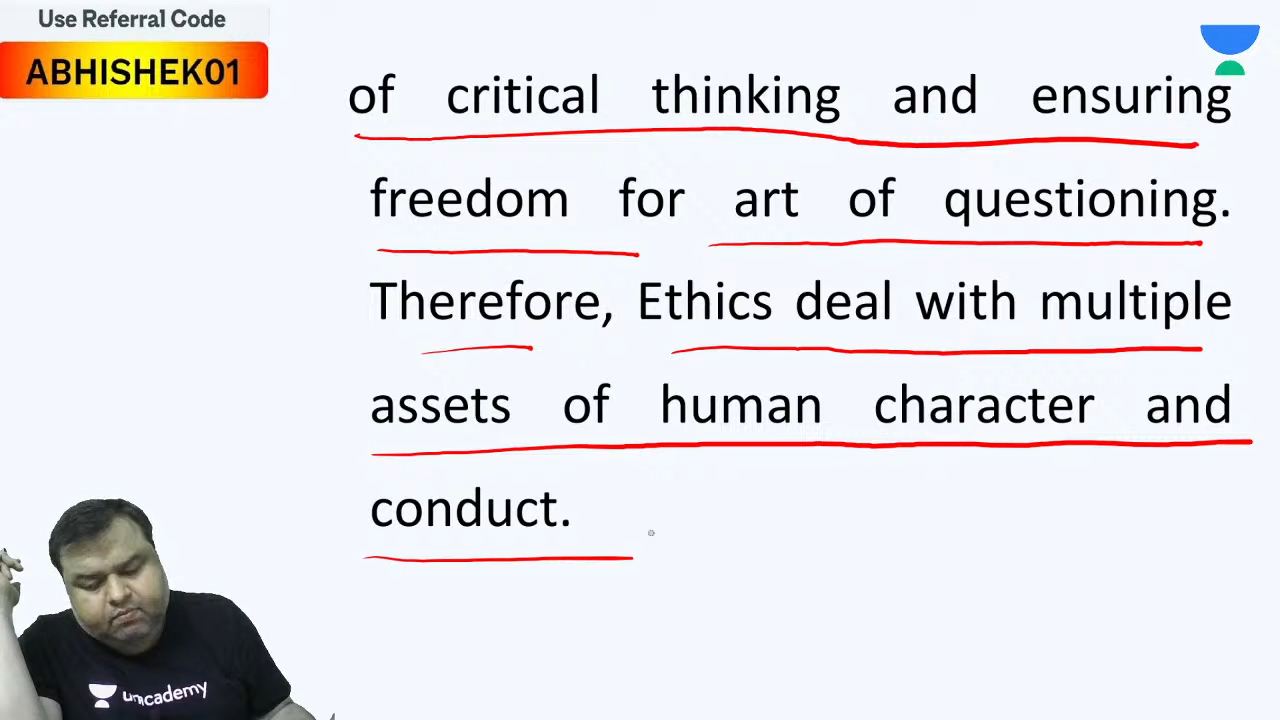 Use Referral Code
ABHISHEK01
of critical thinking and ensuring
freedom for art of questioning.
Therefore, Ethics deal with multiple
assets of human character and
conduct.
unacademy